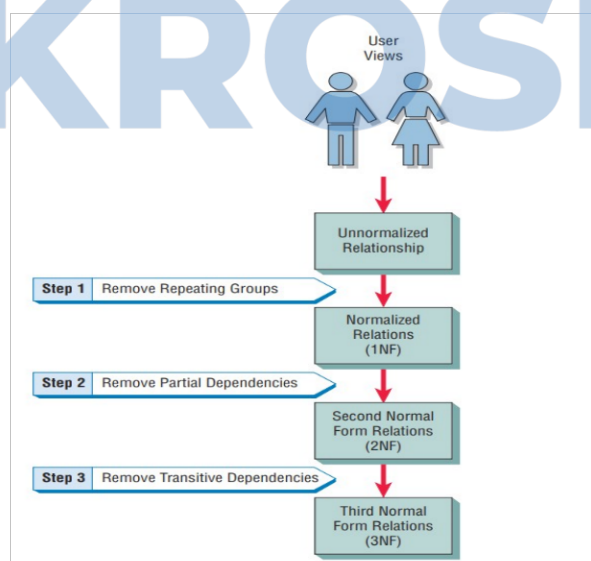 KROSI
User
Views
Unnormalized
Relationship
Step 1 Remove Repeating Groups
Normalized
Relations
(1NF)
Step 2 Remove Partial Dependencies
Second Normal
Form Relations
(2NF)
Step 3 Remove Transitive Dependencies
Third Normal
Form Relations
(3NF)